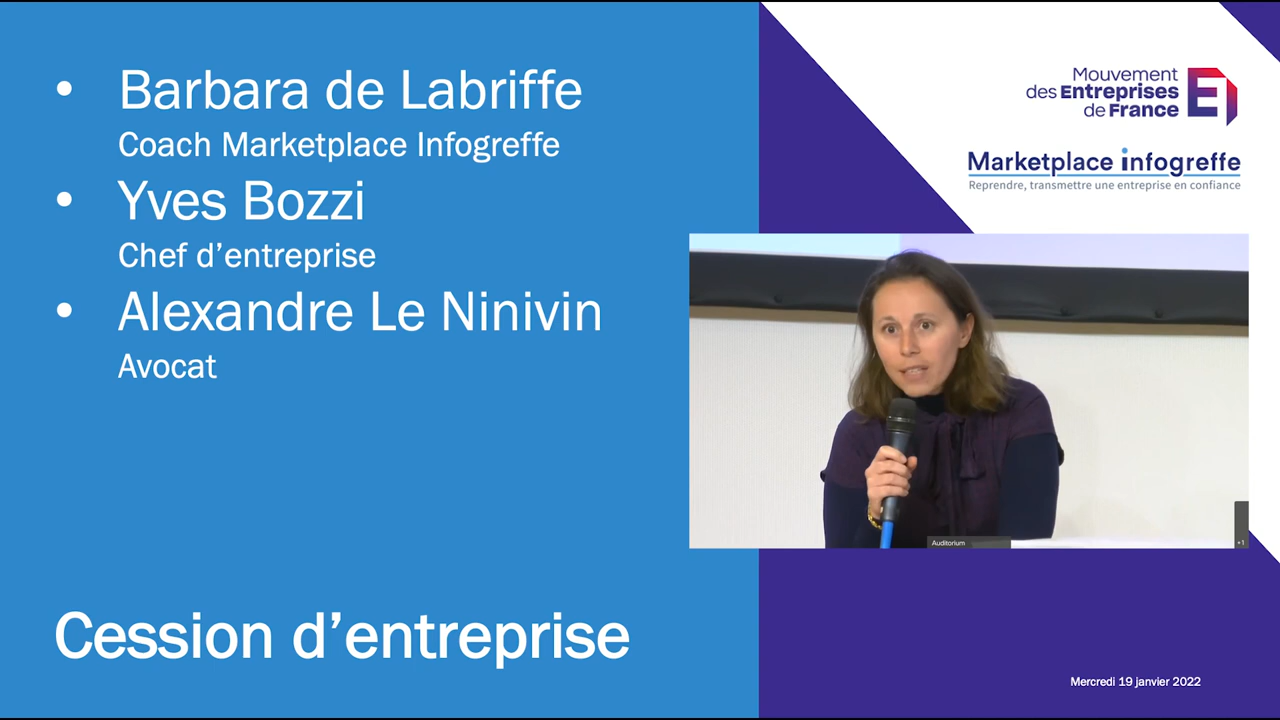 Barbara de Labriffe
Coach Marketplace Infogreffe
Yves Bozzi
Chef d’entreprise
Alexandre Le Ninivin
Avocat
Cession d’entreprise
Mouvement
des Entreprises
de France
Marketplace infogreffe
Reprendre, transmettre une entreprise en confiance
Auditorium
+1
Mercredi 19 janvier 2022